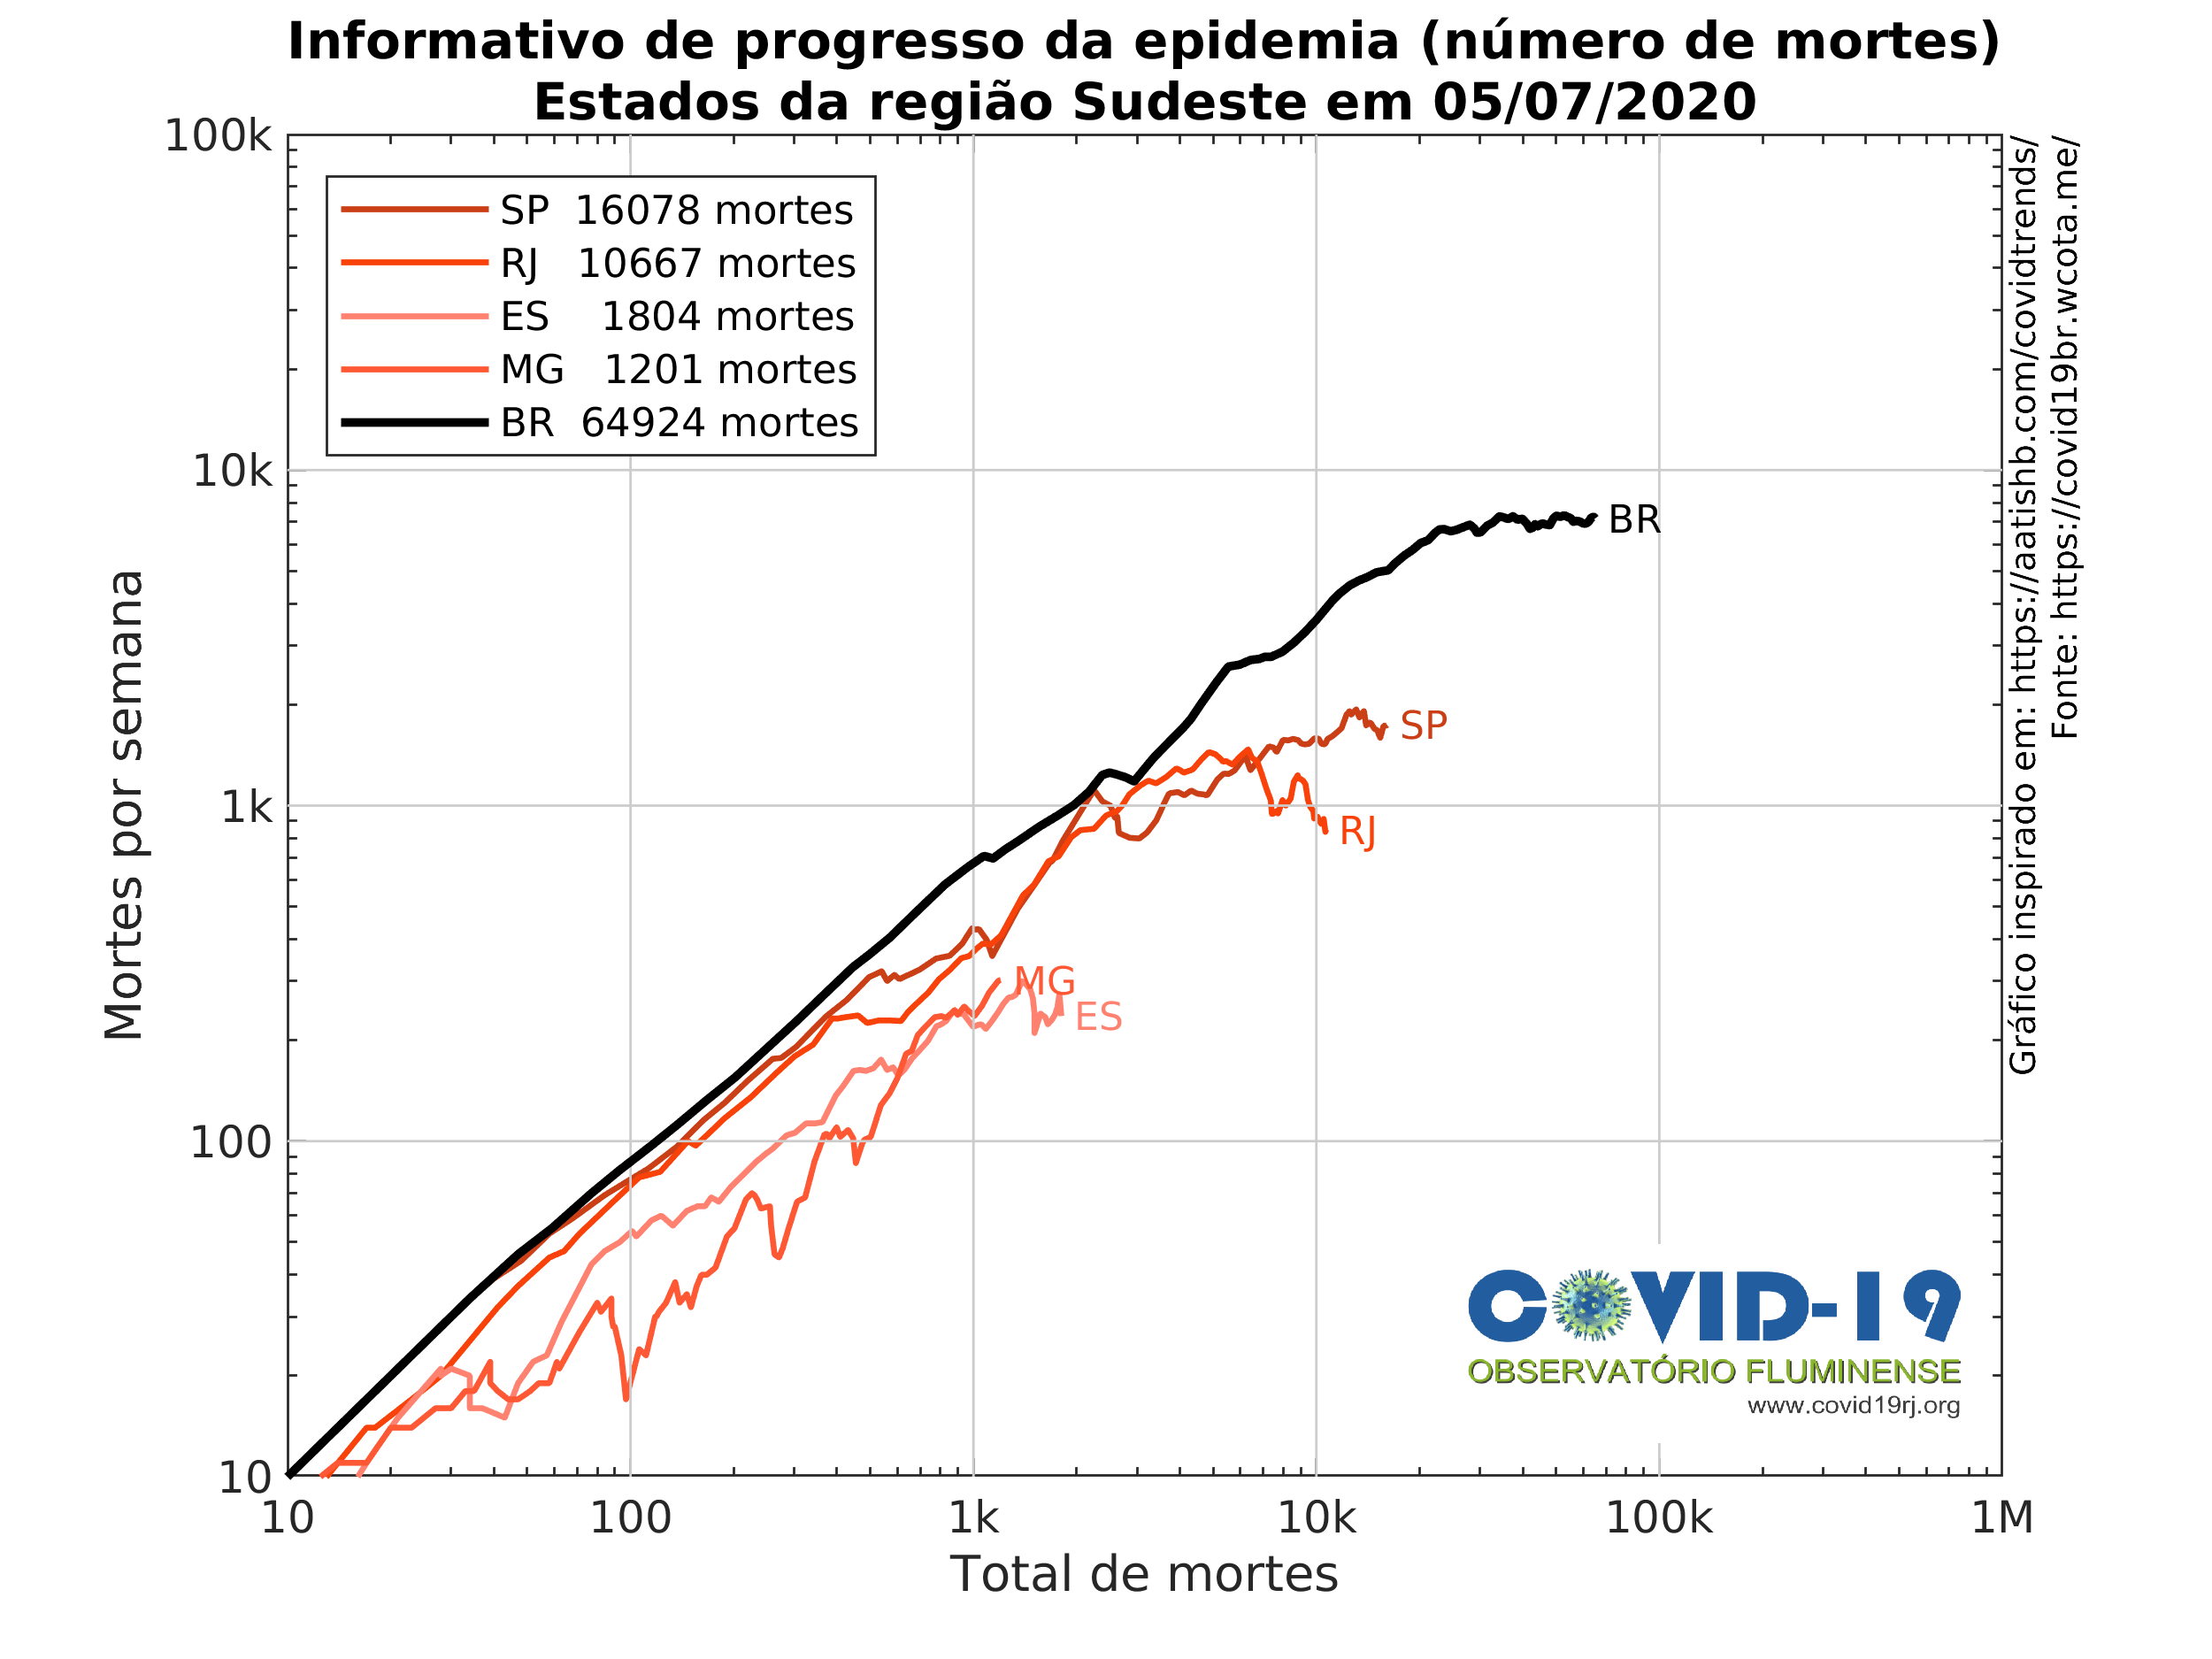 Informativo de progresso da epidemia (número de mortes)
Estados da região Sudeste em 05/07/2020
100k
10k
1k
100
10
Mortes por semana
SP 16078 mortes
RJ 10667 mortes
ES 1804 mortes
MG 1201 mortes
BR 64924 mortes
BR
SP
RJ
MG
ES
Gráfico inspirado em: https://aatishb.com/covidtrends/
Fonte: https://covid19br.wcota.me/
COVID-19
OBSERVATÓRIO FLUMINENSE
www.covid19rj.org
10
100
1k
10k
100k
1M
Total de mortes